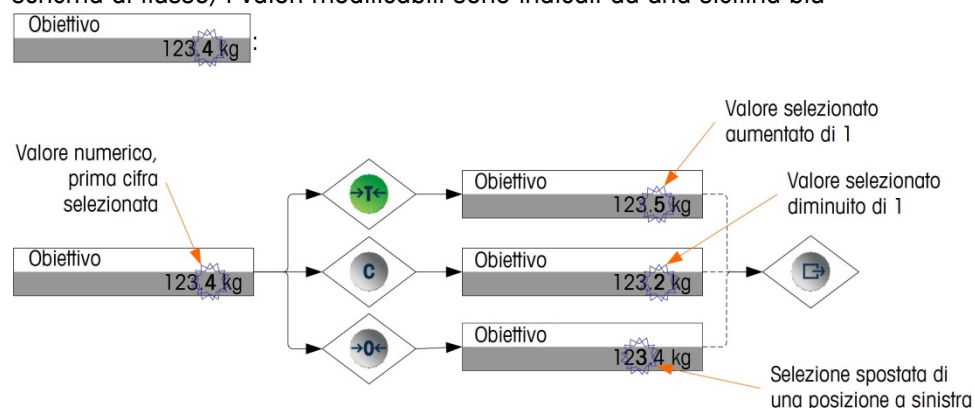 schema di flusso, i valori modificabili sono indicati da una stellina blu
Obiettivo
123.4 kg
:
Valore selezionato
aumentato di 1
Valore numerico,
prima cifra
selezionata
→T←
Obiettivo
123.5 kg
Valore selezionato
diminuito di 1
Obiettivo
123.4 kg
C
Obiettivo
123.2 kg
→0←
Obiettivo
123.4 kg
Selezione spostata di
una posizione a sinistra